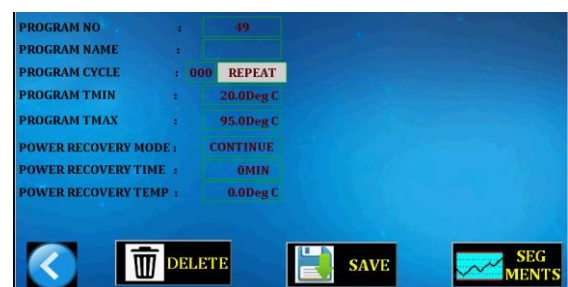 PROGRAM NO : 49
PROGRAM NAME :
PROGRAM CYCLE : 000 REPEAT
PROGRAM TMIN : 20.0Deg C
PROGRAM TMAX : 95.0Deg C
POWER RECOVERY MODE : CONTINUE
POWER RECOVERY TIME : 0MIN
POWER RECOVERY TEMP : 0.0Deg C
DELETE
SAVE
SEG
MENTS